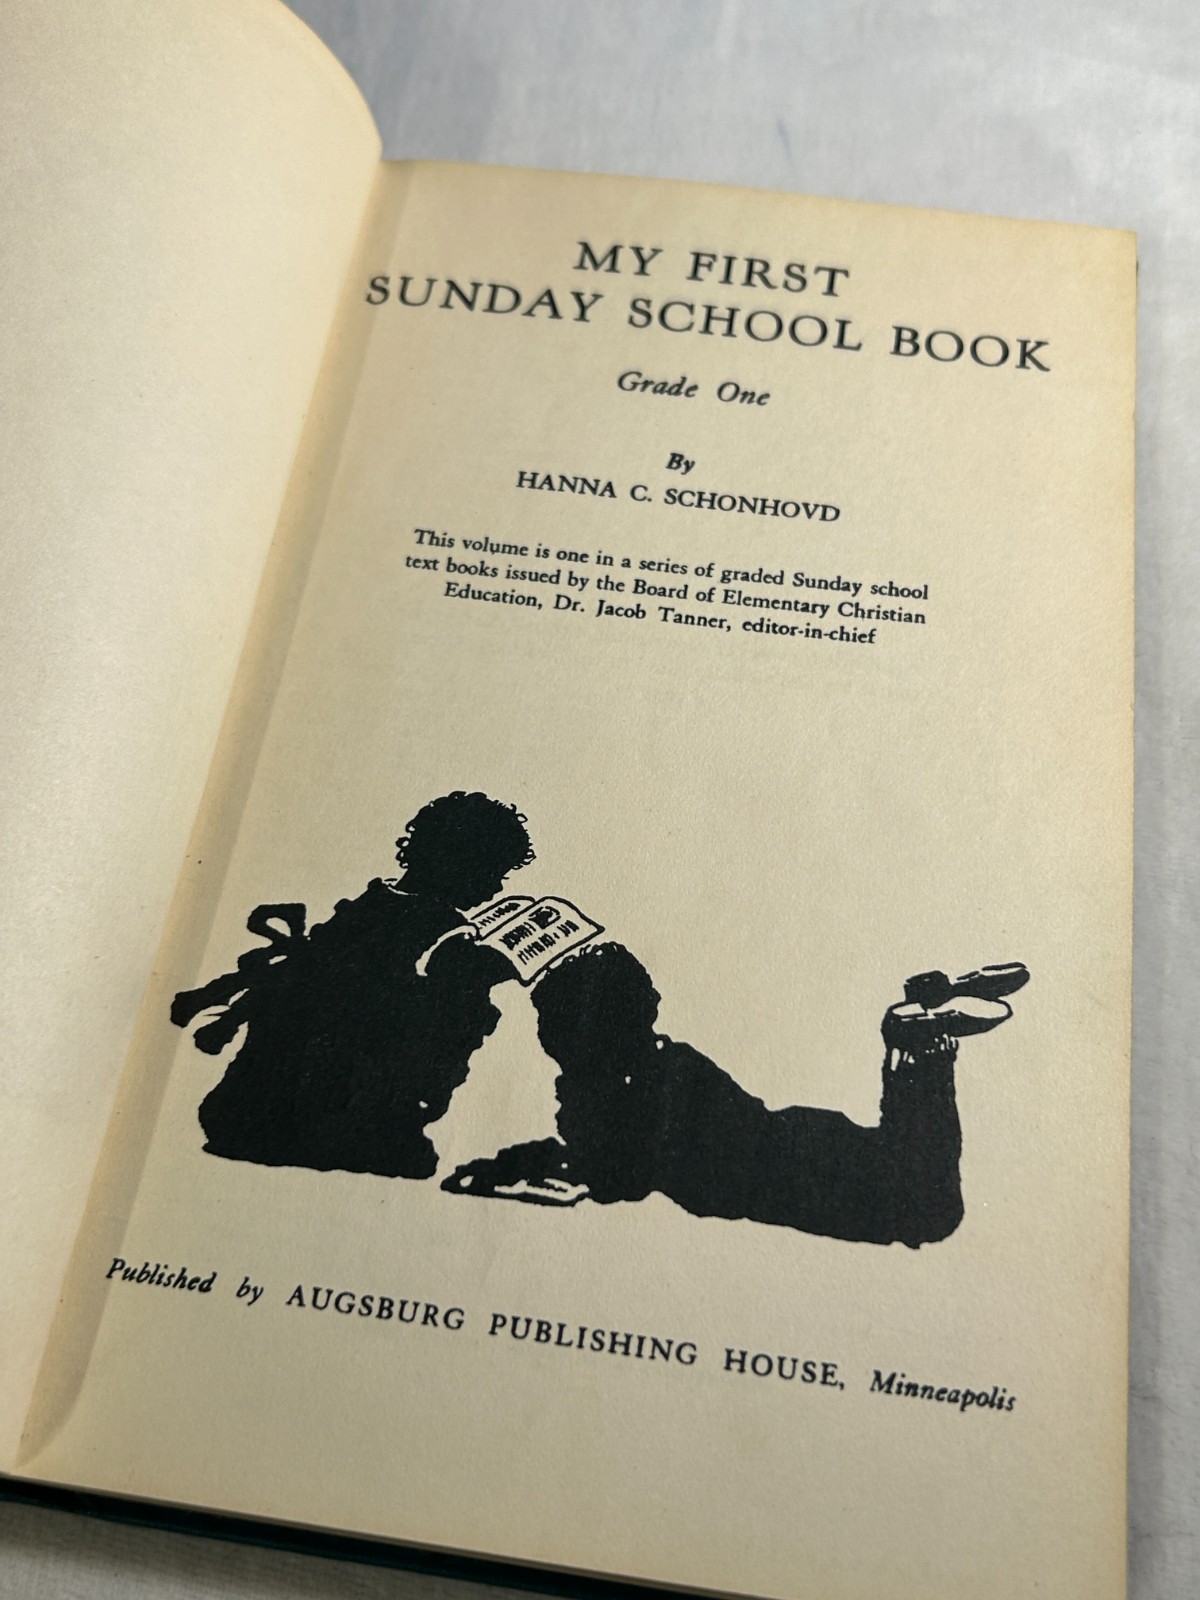 MY FIRST
SUNDAY SCHOOL BOOK
Grade One
By
HANNA C. SCHONHOVD
This volume is one in a series of graded Sunday school
text books issued by the Board of Elementary Christian
Education, Dr. Jacob Tanner, editor-in-chief
Published by AUGSBURG PUBLISHING HOUSE, Minneapolis